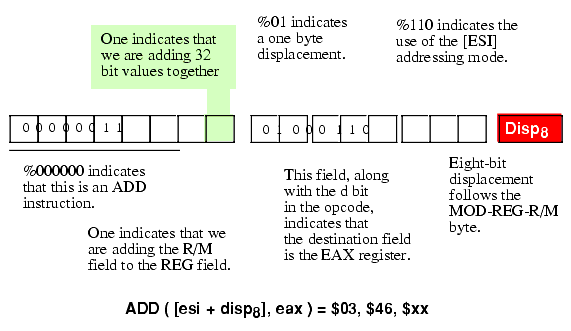 One indicates that
we are adding 32
bit values together
%01 indicates
a one byte
displacement.
%110 indicates the
use of the [ESI]
addressing mode.
0 0 0 0 0 0 1 1
0 1 0 0 0 1 1 0
Disp8
%000000 indicates
that this is an ADD
instruction.
One indicates that we
are adding the R/M
field to the REG field.
This field, along
with the d bit
in the opcode,
indicates that
the destination field
is the EAX register.
Eight-bit
displacement
follows the
MOD-REG-R/M
byte.
ADD ( [esi + disp8], eax ) = $03, $46, $xx